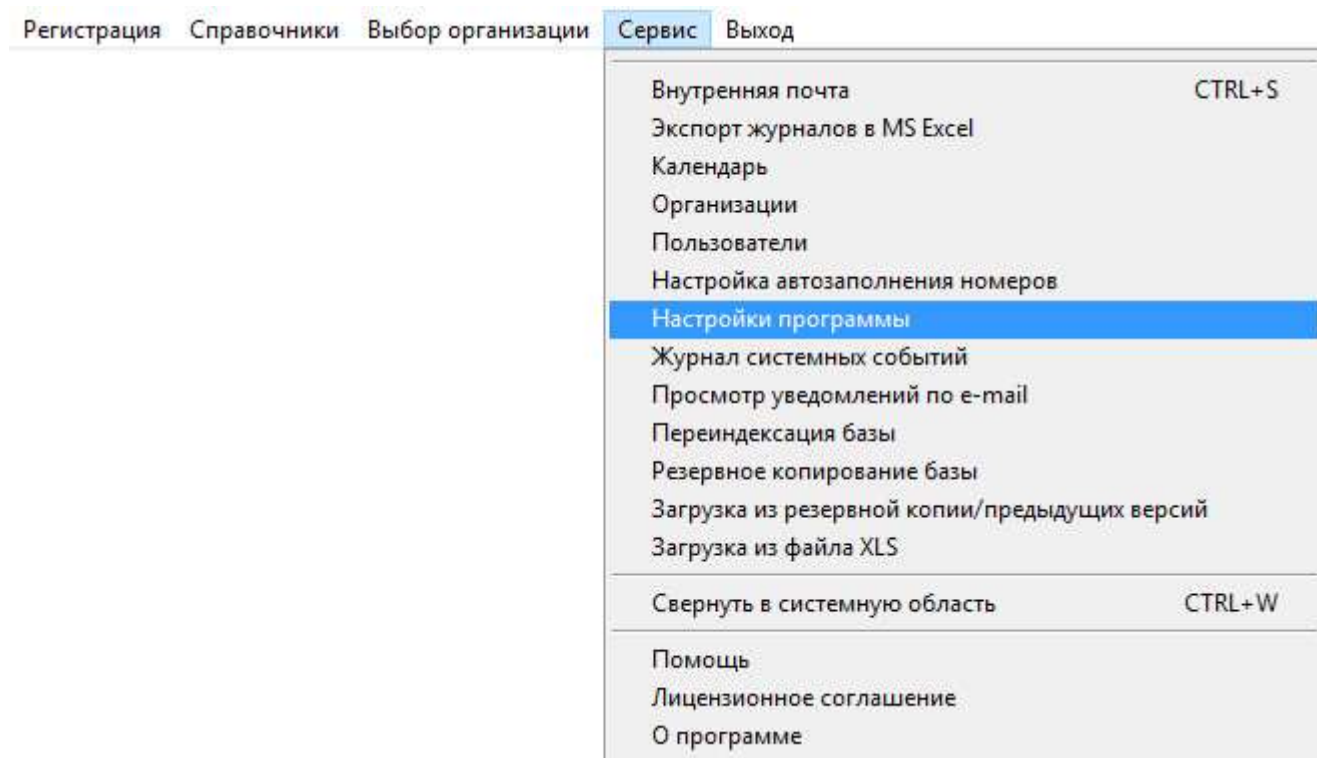 Регистрация Справочники Выбор организации Сервис Выход
Внутренняя почта CTRL+S
Экспорт журналов в MS Excel
Календарь
Организации
Пользователи
Настройка автозаполнения номеров
Настройки программы
Журнал системных событий
Просмотр уведомлений по e-mail
Переиндексация базы
Резервное копирование базы
Загрузка из резервной копии/предыдущих версий
Загрузка из файла XLS
Свернуть в системную область CTRL+W
Помощь
Лицензионное соглашение
О программе